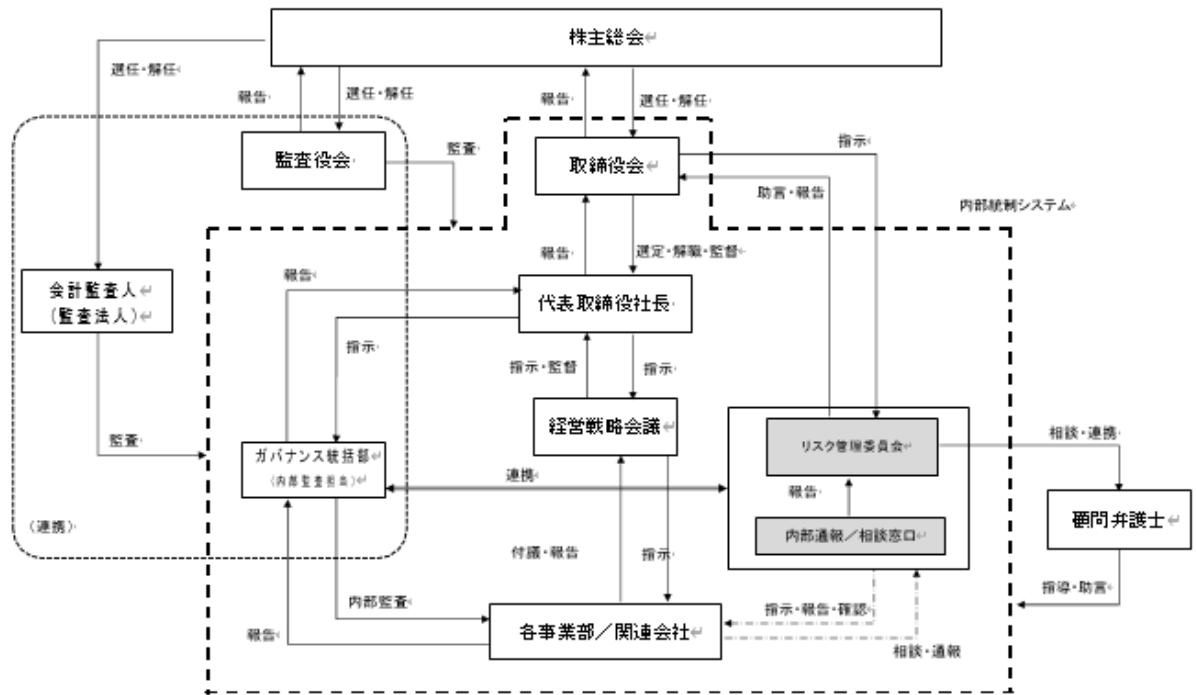 株主総会
選任・解任
報告
選任・解任
報告
選任・解任
監査役会
監査
取締役会
指示
助言・報告
内部統制システム
報告
選定・解職・監督
報告
会計監査人
(監査法人)
代表取締役社長
指示
指示・監督
指示
経営戦略会議
リスク管理委員会
相談・連携
監査
ガバナンス統括部
(内部監査担当)
連携
報告
(連携)
内部通報/相談窓口
顧問弁護士
付議・報告
指示
内部監査
指示・報告・確認
指導・助言
報告
各事業部/関連会社
相談・通報